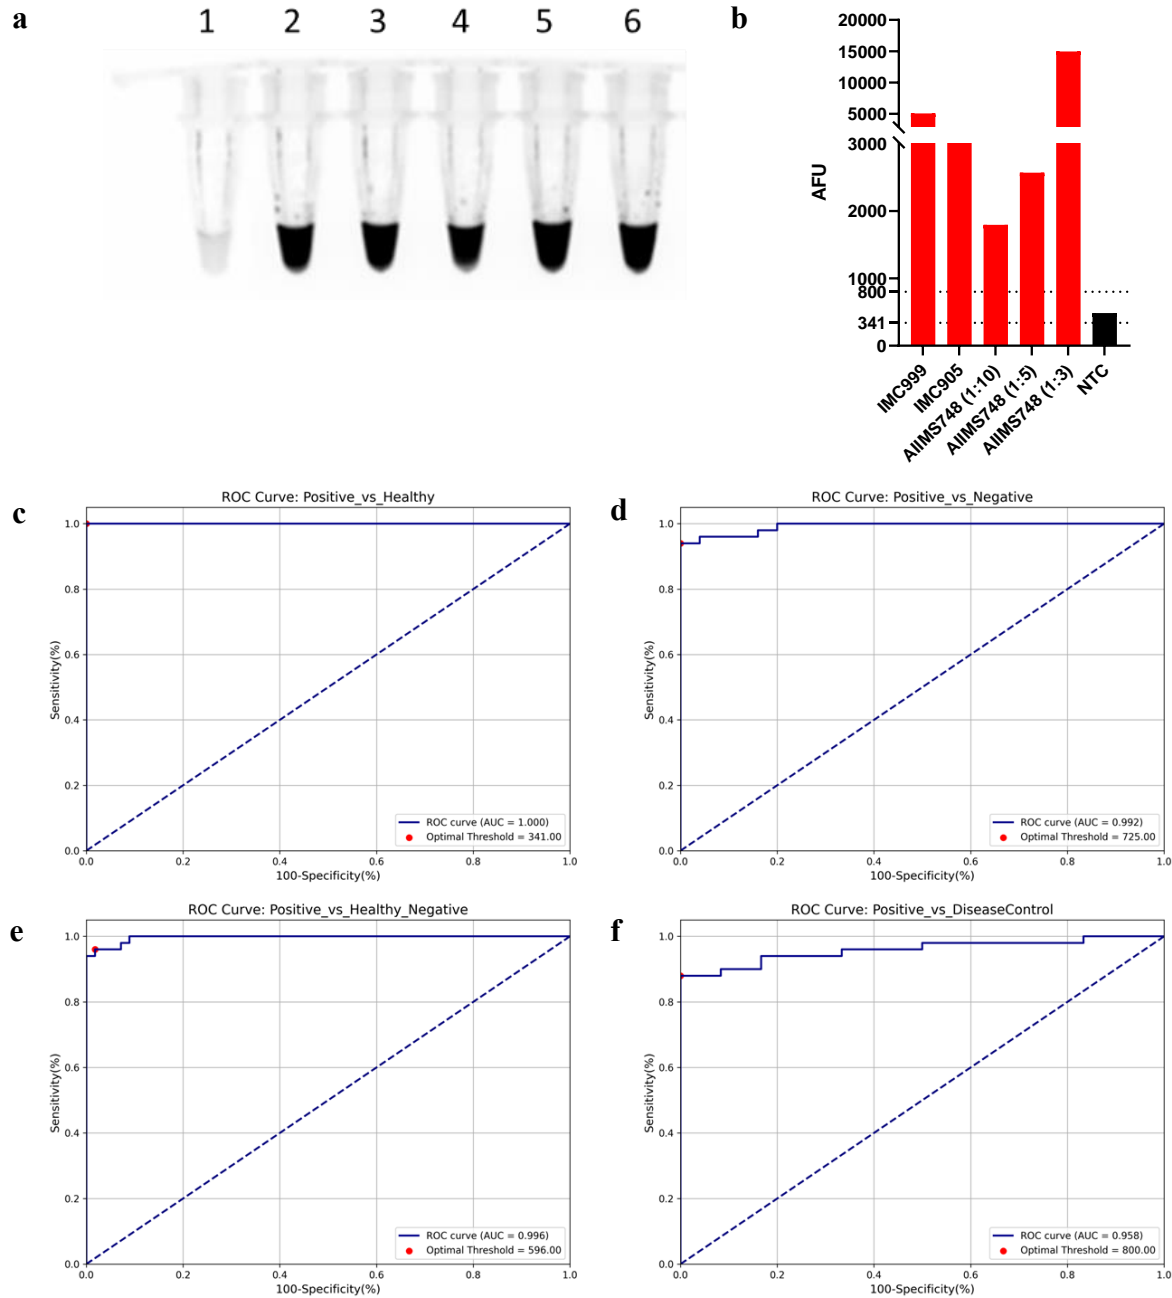 a
1 2 3 4 5 6
b
20000
15000
10000
5000
3000
2000
1000
800
341
0
AFU
IMC999
IMC905
AIIMS748 (1:10)
AIIMS748 (1:5)
AIIMS748 (1:3)
NTC
c
ROC Curve: Positive_vs_Healthy
1.0
0.8
0.6
0.4
0.2
0.0
Sensitivity(%)
ROC curve (AUC = 1.000)
Optimal Threshold = 341.00
0.0 0.2 0.4 0.6 0.8 1.0
100-Specificity(%)
d
ROC Curve: Positive_vs_Negative
1.0
0.8
0.6
0.4
0.2
0.0
Sensitivity(%)
ROC curve (AUC = 0.992)
Optimal Threshold = 725.00
0.0 0.2 0.4 0.6 0.8 1.0
100-Specificity(%)
e
ROC Curve: Positive_vs_Healthy_Negative
1.0
0.8
0.6
0.4
0.2
0.0
Sensitivity(%)
ROC curve (AUC = 0.996)
Optimal Threshold = 596.00
0.0 0.2 0.4 0.6 0.8 1.0
100-Specificity(%)
f
ROC Curve: Positive_vs_DiseaseControl
1.0
0.8
0.6
0.4
0.2
0.0
Sensitivity(%)
ROC curve (AUC = 0.958)
Optimal Threshold = 800.00
0.0 0.2 0.4 0.6 0.8 1.0
100-Specificity(%)